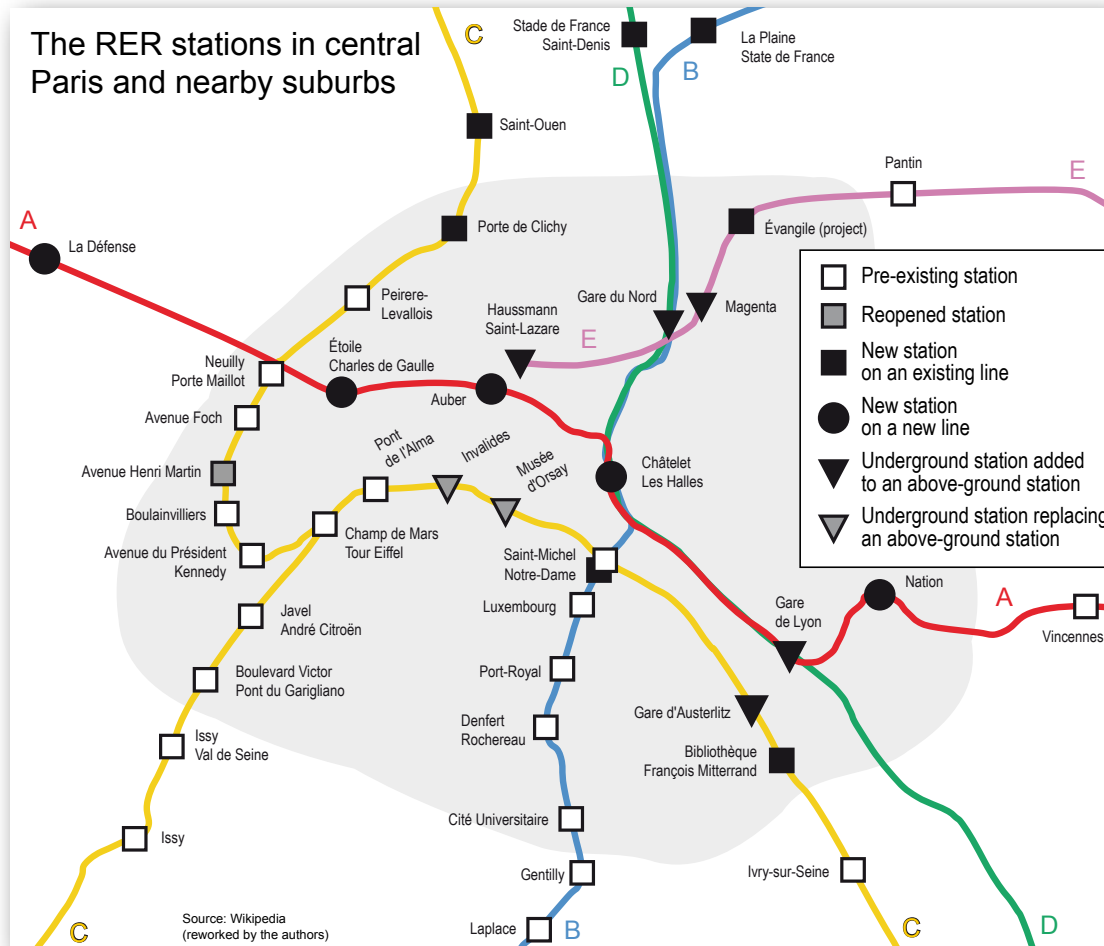 The RER stations in central
Paris and nearby suburbs
C
Stade de France
Saint-Denis
D
B
La Plaine
State de France
Saint-Ouen
Pantin
E
A
La Défense
Porte de Clichy
Évangile (project)
Peirere-
Levallois
Haussmann
Saint-Lazare
Gare du Nord
Magenta
E
Neuilly
Porte Maillot
Étoile
Charles de Gaulle
Auber
Avenue Foch
Pont
de l'Alma
Invalides
Musée
d'Orsay
Châtelet
Les Halles
Avenue Henri Martin
Boulainvilliers
Avenue du Président
Kennedy
Champ de Mars
Tour Eiffel
Saint-Michel
Notre-Dame
Luxembourg
Javel
André Citroën
Gare
de Lyon
Nation
A
Vincennes
Port-Royal
Boulevard Victor
Pont du Garigliano
Denfert
Rochereau
Gare d'Austerlitz
Issy
Val de Seine
Bibliothèque
François Mitterrand
Cité Universitaire
Issy
Gentilly
Ivry-sur-Seine
Laplace
B
C
C
D
Pre-existing station
Reopened station
New station
on an existing line
New station
on a new line
Underground station added
to an above-ground station
Underground station replacing
an above-ground station
Source: Wikipedia
(reworked by the authors)